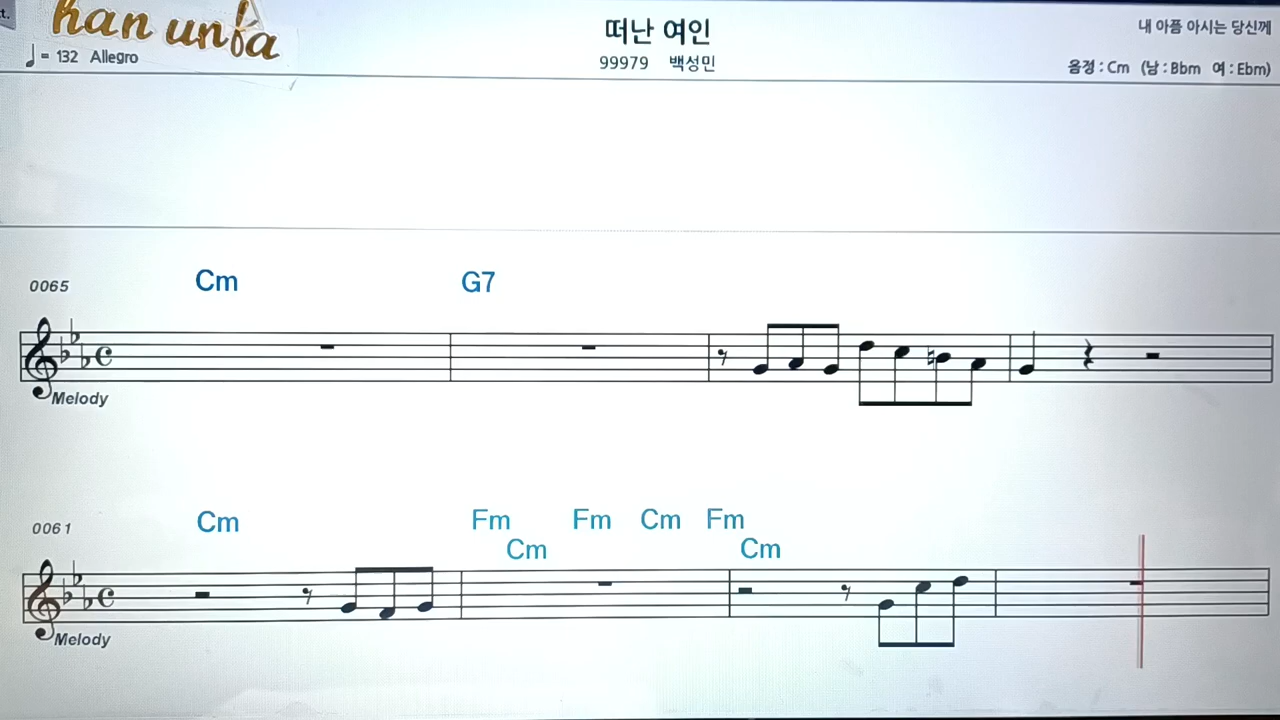 t.
han unfa
♩ = 132 Allegro
떠난 여인
99979 백성민
내 아픔 아시는 당신께
음정 : Cm (남 : Bbm 여 : Ebm)
0065
Cm G7
Melody
0061
Cm Fm Fm Cm Fm
Cm Cm
Melody